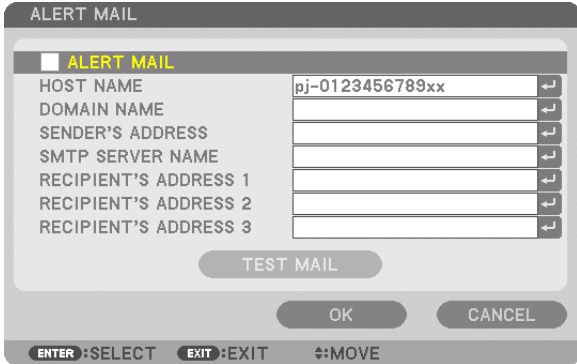 ALERT MAIL
ALERT MAIL
HOST NAME pj-0123456789xx
DOMAIN NAME
SENDER'S ADDRESS
SMTP SERVER NAME
RECIPIENT'S ADDRESS 1
RECIPIENT'S ADDRESS 2
RECIPIENT'S ADDRESS 3
TEST MAIL
OK CANCEL
ENTER :SELECT EXIT :EXIT :MOVE